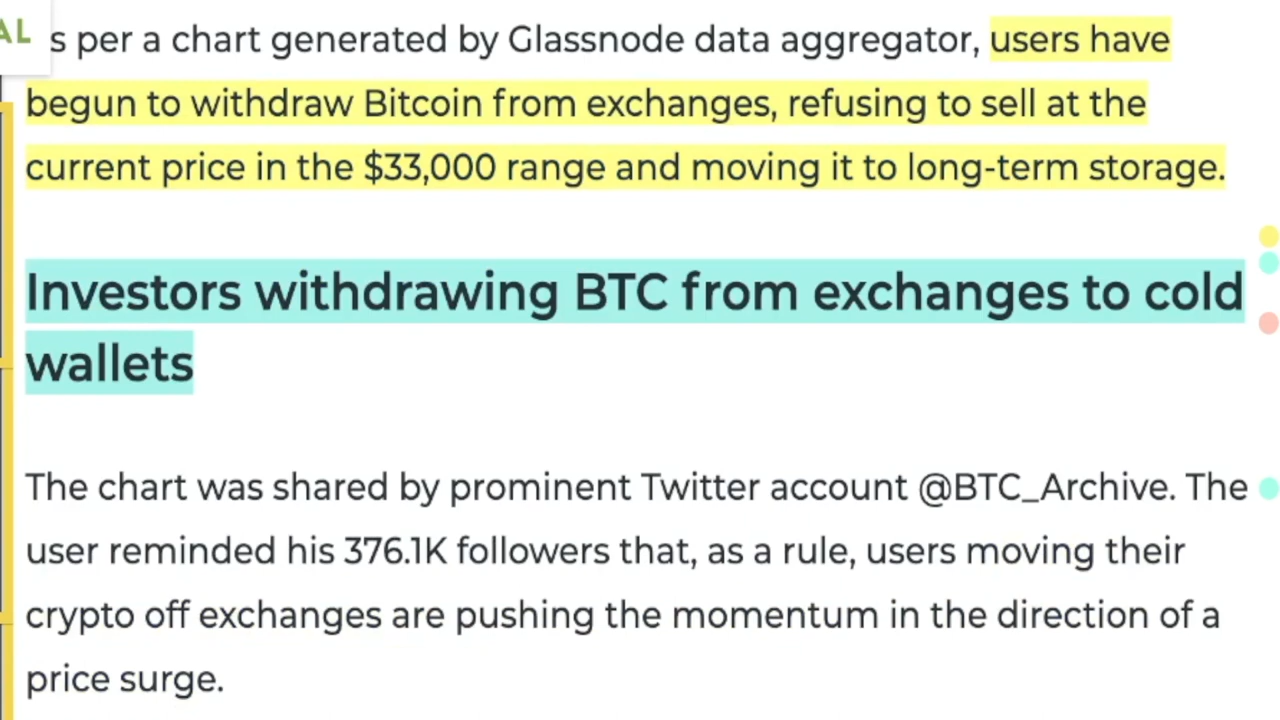 AL
s per a chart generated by Glassnode data aggregator, users have
begun to withdraw Bitcoin from exchanges, refusing to sell at the
current price in the $33,000 range and moving it to long-term storage.
Investors withdrawing BTC from exchanges to cold
wallets
The chart was shared by prominent Twitter account @BTC_Archive. The
user reminded his 376.1K followers that, as a rule, users moving their
crypto off exchanges are pushing the momentum in the direction of a
price surge.